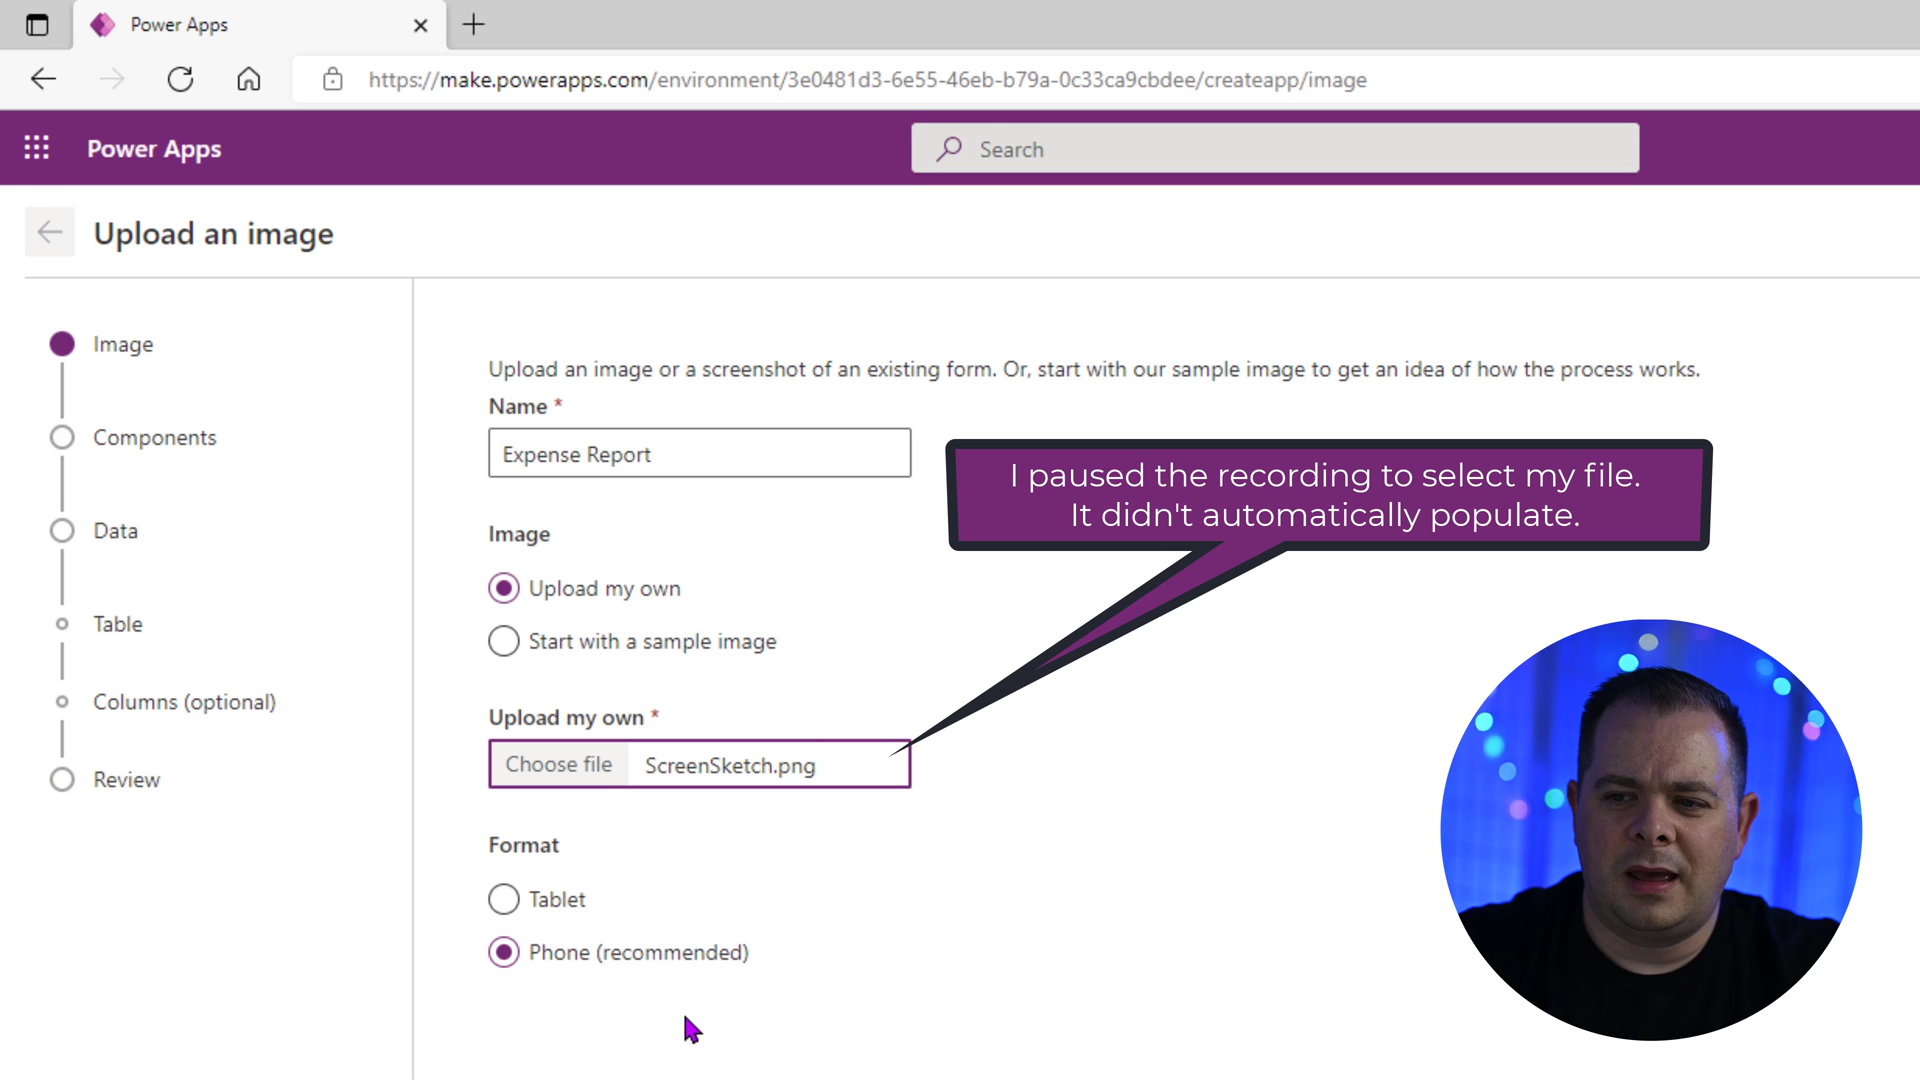 Power Apps
https://make.powerapps.com/environment/3e0481d3-6e55-46eb-b79a-0c33ca9cbdee/createapp/image
Power Apps
Search
Upload an image
Image
Components
Data
Table
Columns (optional)
Review
Upload an image or a screenshot of an existing form. Or, start with our sample image to get an idea of how the process works.
Name *
Expense Report
I paused the recording to select my file.
It didn't automatically populate.
Image
Upload my own
Start with a sample image
Upload my own *
Choose file ScreenSketch.png
Format
Tablet
Phone (recommended)